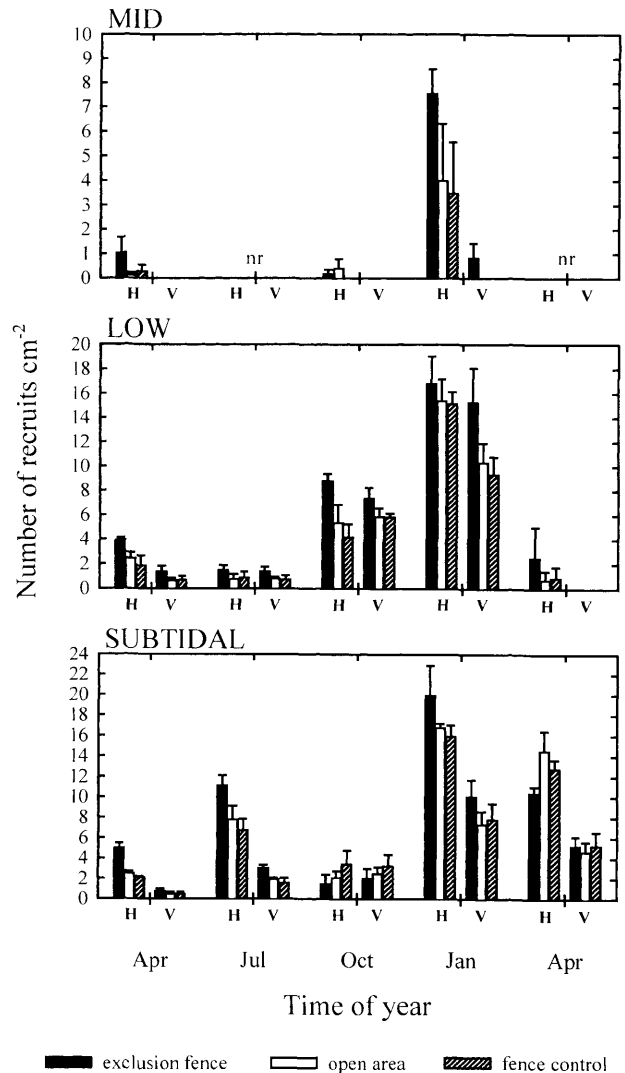 MID
10
9
8
7
6
5
4
3
2
1
0
nr
nr
H V H V H V H V H V
LOW
20
18
16
14
12
10
8
6
4
2
0
H V H V H V H V H V
SUBTIDAL
24
22
20
18
16
14
12
10
8
6
4
2
0
H V H V H V H V H V
Number of recruits cm-2
Apr Jul Oct Jan Apr
Time of year
exclusion fence open area fence control